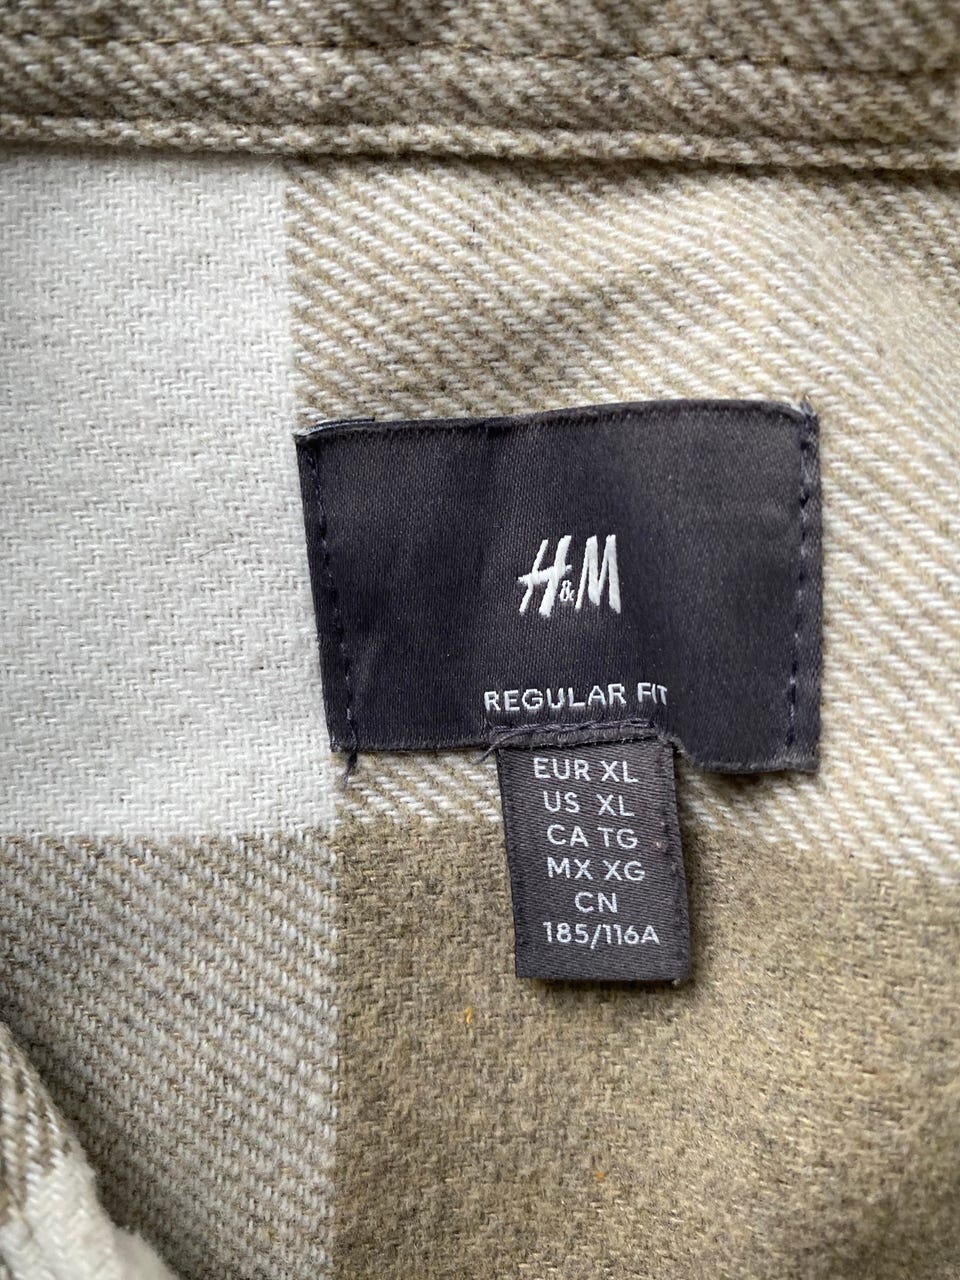 H&M
REGULAR FIT
EUR XL
US XL
CA TG
MX XG
CN
185/116A